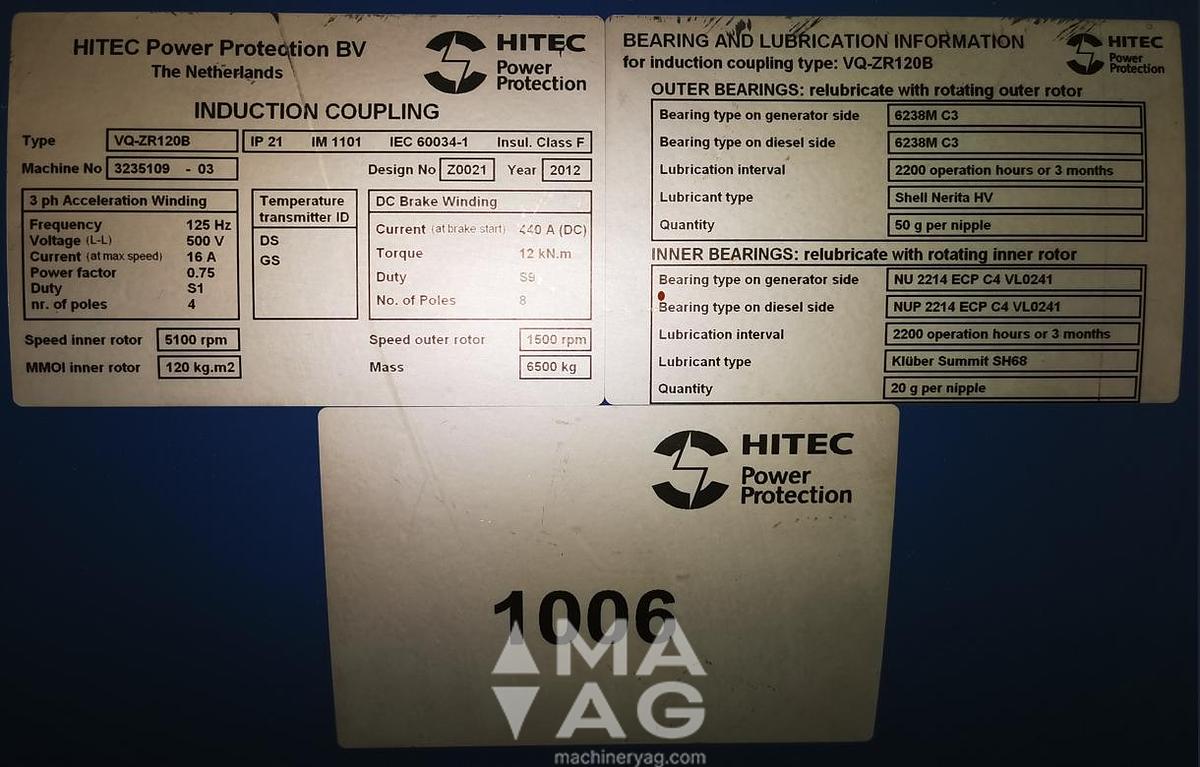 HITEC Power Protection BV
The Netherlands
HITEC
Power
Protection
INDUCTION COUPLING
Type VQ-ZR120B IP 21 IM 1101 IEC 60034-1 Insul. Class F
Machine No 3235109 - 03 Design No Z0021 Year 2012
3 ph Acceleration Winding
Frequency 125 Hz
Voltage (L-L) 500 V
Current (at max speed) 16 A
Power factor 0.75
Duty S1
nr. of poles 4
Temperature
transmitter ID
DS
GS
DC Brake Winding
Current (at brake start) 440 A (DC)
Torque 12 kN.m
Duty S9
No. of Poles 8
Speed inner rotor 5100 rpm Speed outer rotor 1500 rpm
MMOI inner rotor 120 kg.m2 Mass 6500 kg
BEARING AND LUBRICATION INFORMATION
for induction coupling type: VQ-ZR120B
HITEC
Power
Protection
OUTER BEARINGS: relubricate with rotating outer rotor
Bearing type on generator side 6238M C3
Bearing type on diesel side 6238M C3
Lubrication interval 2200 operation hours or 3 months
Lubricant type Shell Nerita HV
Quantity 50 g per nipple
INNER BEARINGS: relubricate with rotating inner rotor
Bearing type on generator side NU 2214 ECP C4 VL0241
Bearing type on diesel side NUP 2214 ECP C4 VL0241
Lubrication interval 2200 operation hours or 3 months
Lubricant type Klüber Summit SH68
Quantity 20 g per nipple
HITEC
Power
Protection
1006
MA
AG
machineryag.com